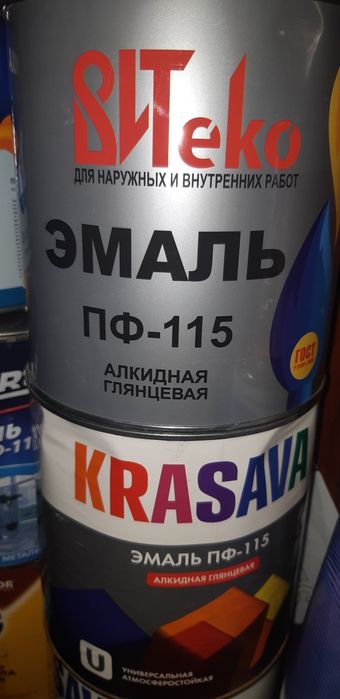 ВИТeko
ДЛЯ НАРУЖНЫХ И ВНУТРЕННИХ РАБОТ
ЭМАЛЬ
ПФ-115
АЛКИДНАЯ
ГЛЯНЦЕВАЯ
ГОСТ
KRASAVA
ЭМАЛЬ ПФ-115
АЛКИДНАЯ ГЛЯНЦЕВАЯ
U
УНИВЕРСАЛЬНАЯ
АТМОСФЕРОСТОЙКАЯ